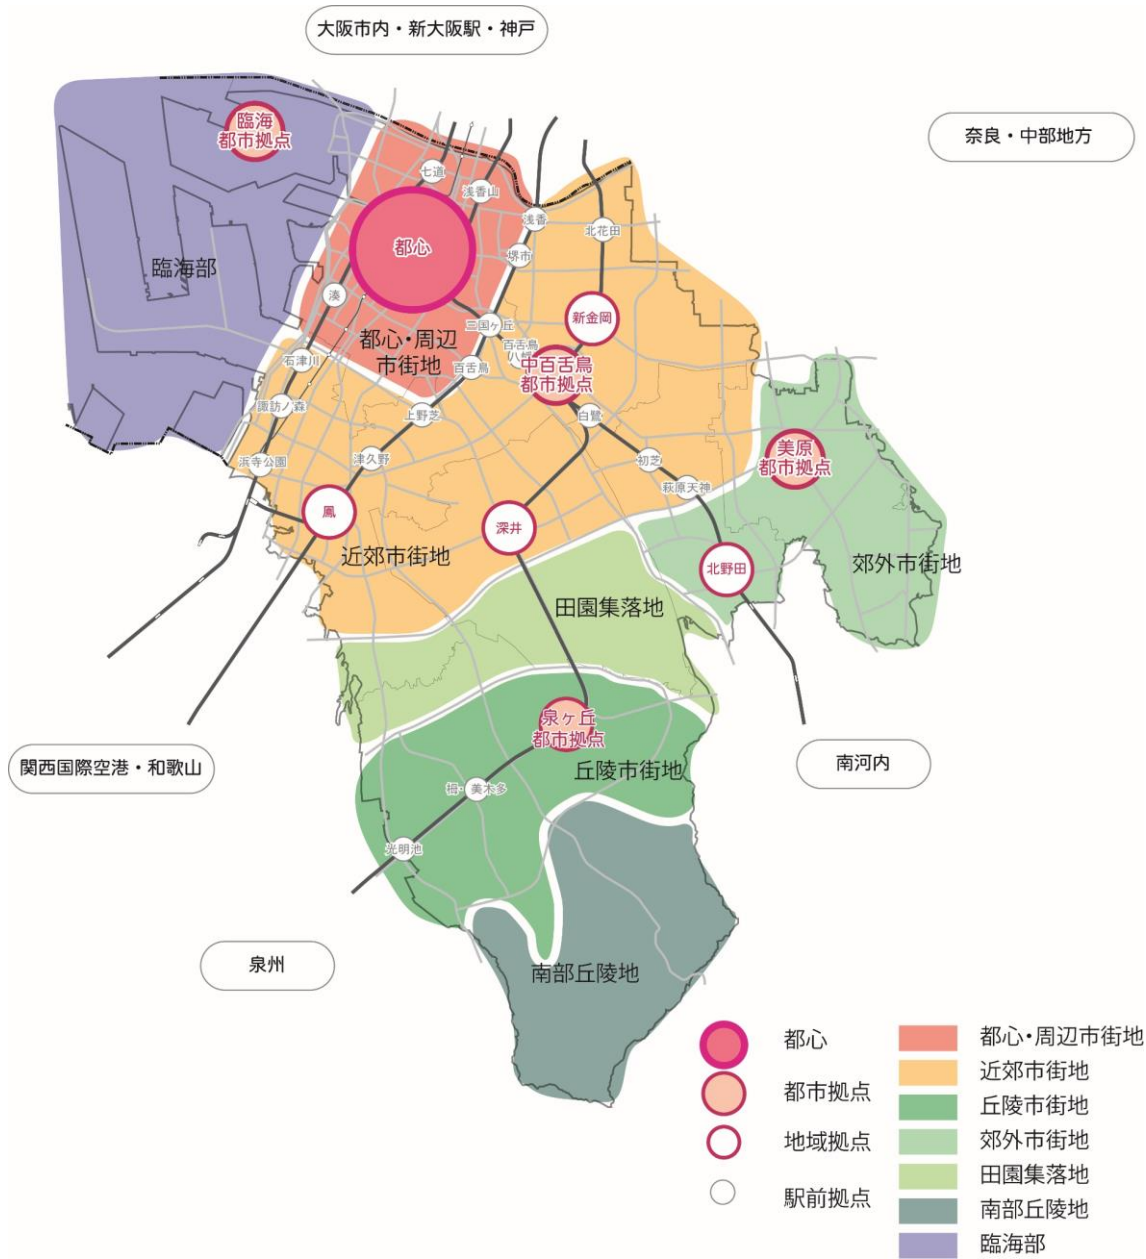 大阪市内・新大阪駅・神戸
奈良・中部地方
臨海
都市拠点
七道
浅香山
浅香
北花田
都心
堺市
臨海部
湊
新金岡
三国ヶ丘
都心・周辺
市街地
百舌鳥
八幡
中百舌鳥
都市拠点
石津川
百舌鳥
諏訪ノ森
上野芝
白鷺
美原
都市拠点
浜寺公園
津久野
初芝
萩原天神
鳳
深井
近郊市街地
北野田
郊外市街地
田園集落地
泉ヶ丘
都市拠点
関西国際空港・和歌山
南河内
丘陵市街地
栂・美木多
光明池
泉州
南部丘陵地
都心
都市拠点
地域拠点
駅前拠点
都心・周辺市街地
近郊市街地
丘陵市街地
郊外市街地
田園集落地
南部丘陵地
臨海部